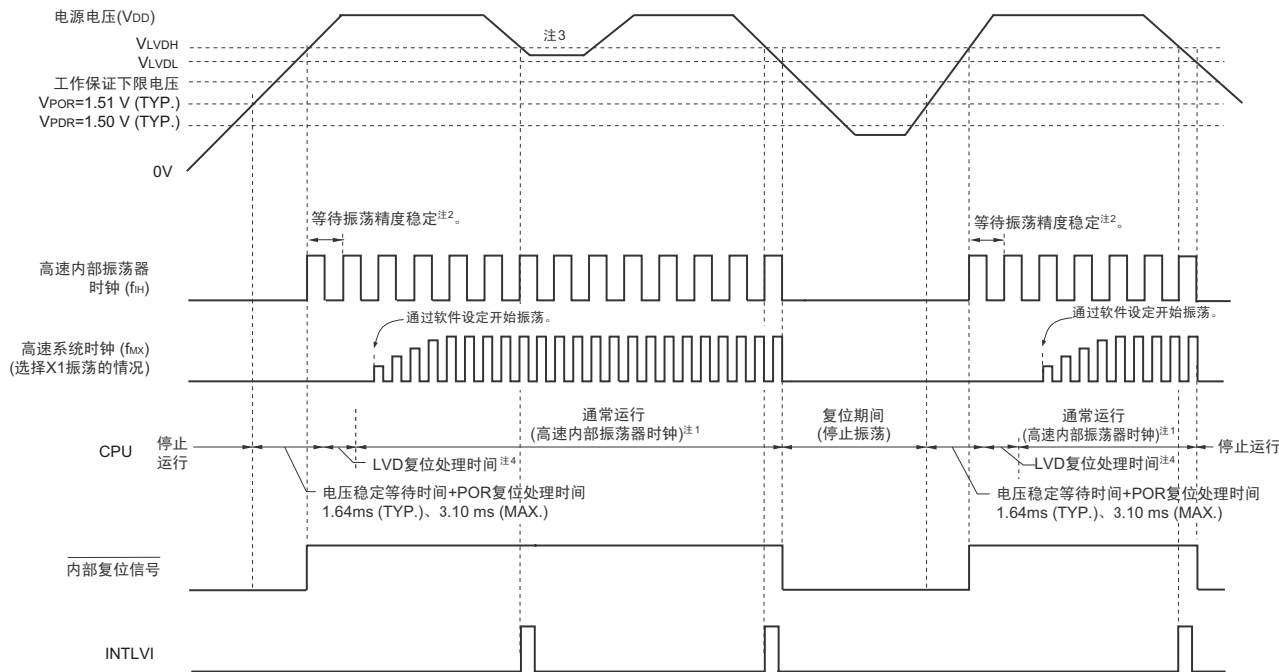 电源电压(VDD)
VLVDH
VLVDL
工作保证下限电压
VPOR=1.51 V (TYP.)
VPDR=1.50 V (TYP.)
0V
注3
等待振荡精度稳定注2。
等待振荡精度稳定注2。
高速内部振荡器
时钟 (fIH)
通过软件设定开始振荡。
通过软件设定开始振荡。
高速系统时钟 (fMX)
(选择X1振荡的情况)
CPU
停止
运行
通常运行
(高速内部振荡器时钟)注1
复位期间
(停止振荡)
通常运行
(高速内部振荡器时钟)注1
停止运行
LVD复位处理时间注4
LVD复位处理时间注4
电压稳定等待时间+POR复位处理时间
1.64ms (TYP.)、3.10 ms (MAX.)
电压稳定等待时间+POR复位处理时间
1.64ms (TYP.)、3.10 ms (MAX.)
内部复位信号
INTLVI